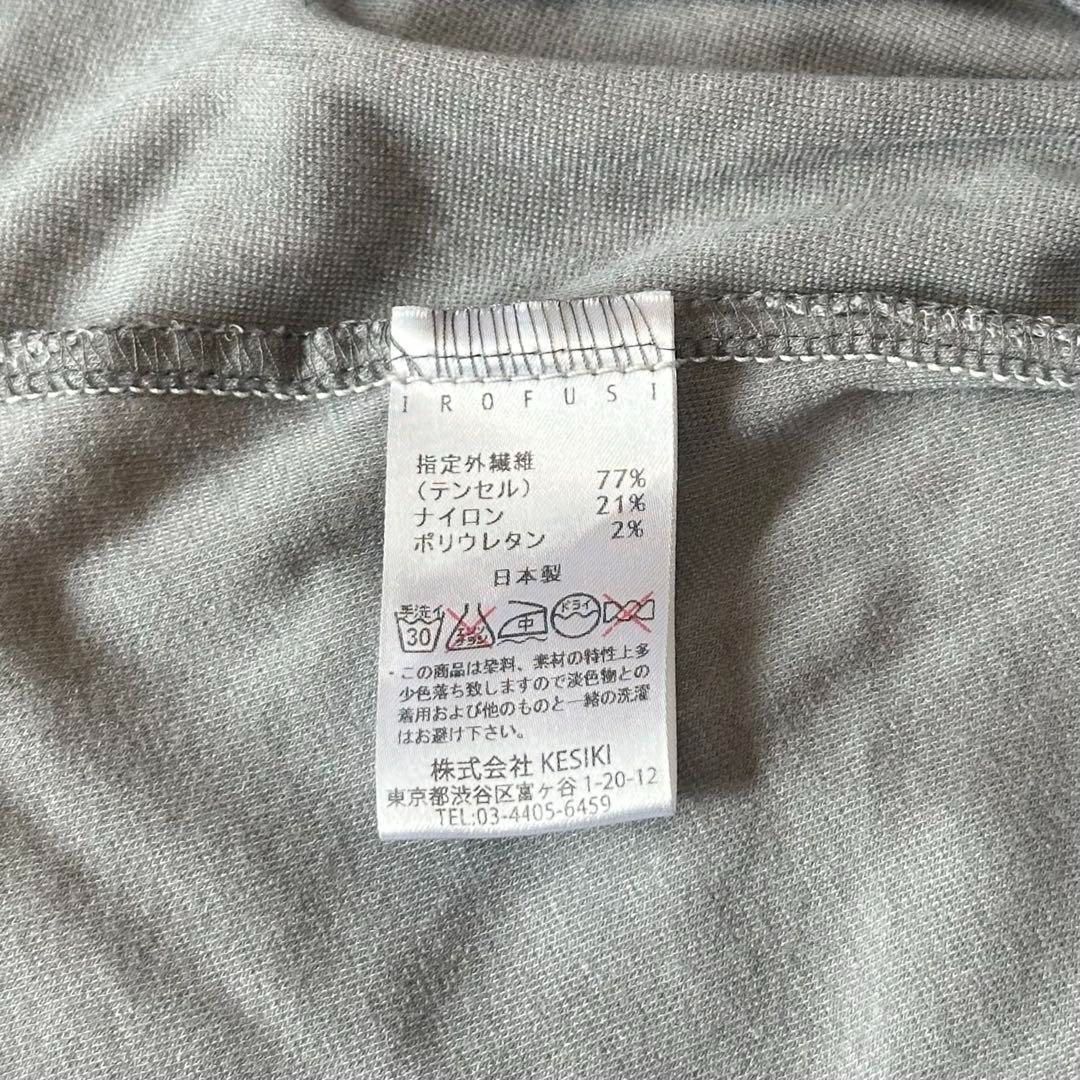 IROFUSI
指定外繊維
（テンセル） 77%
ナイロン 21%
ポリウレタン 2%
日本製
手洗イ 30 エンソ サラシ 中 ドライ
・この商品は染料、素材の特性上多
少色落ち致しますので淡色物との
着用および他のものと一緒の洗濯
はお避け下さい。
株式会社 KESIKI
東京都渋谷区富ヶ谷 1-20-12
TEL:03-4405-6459